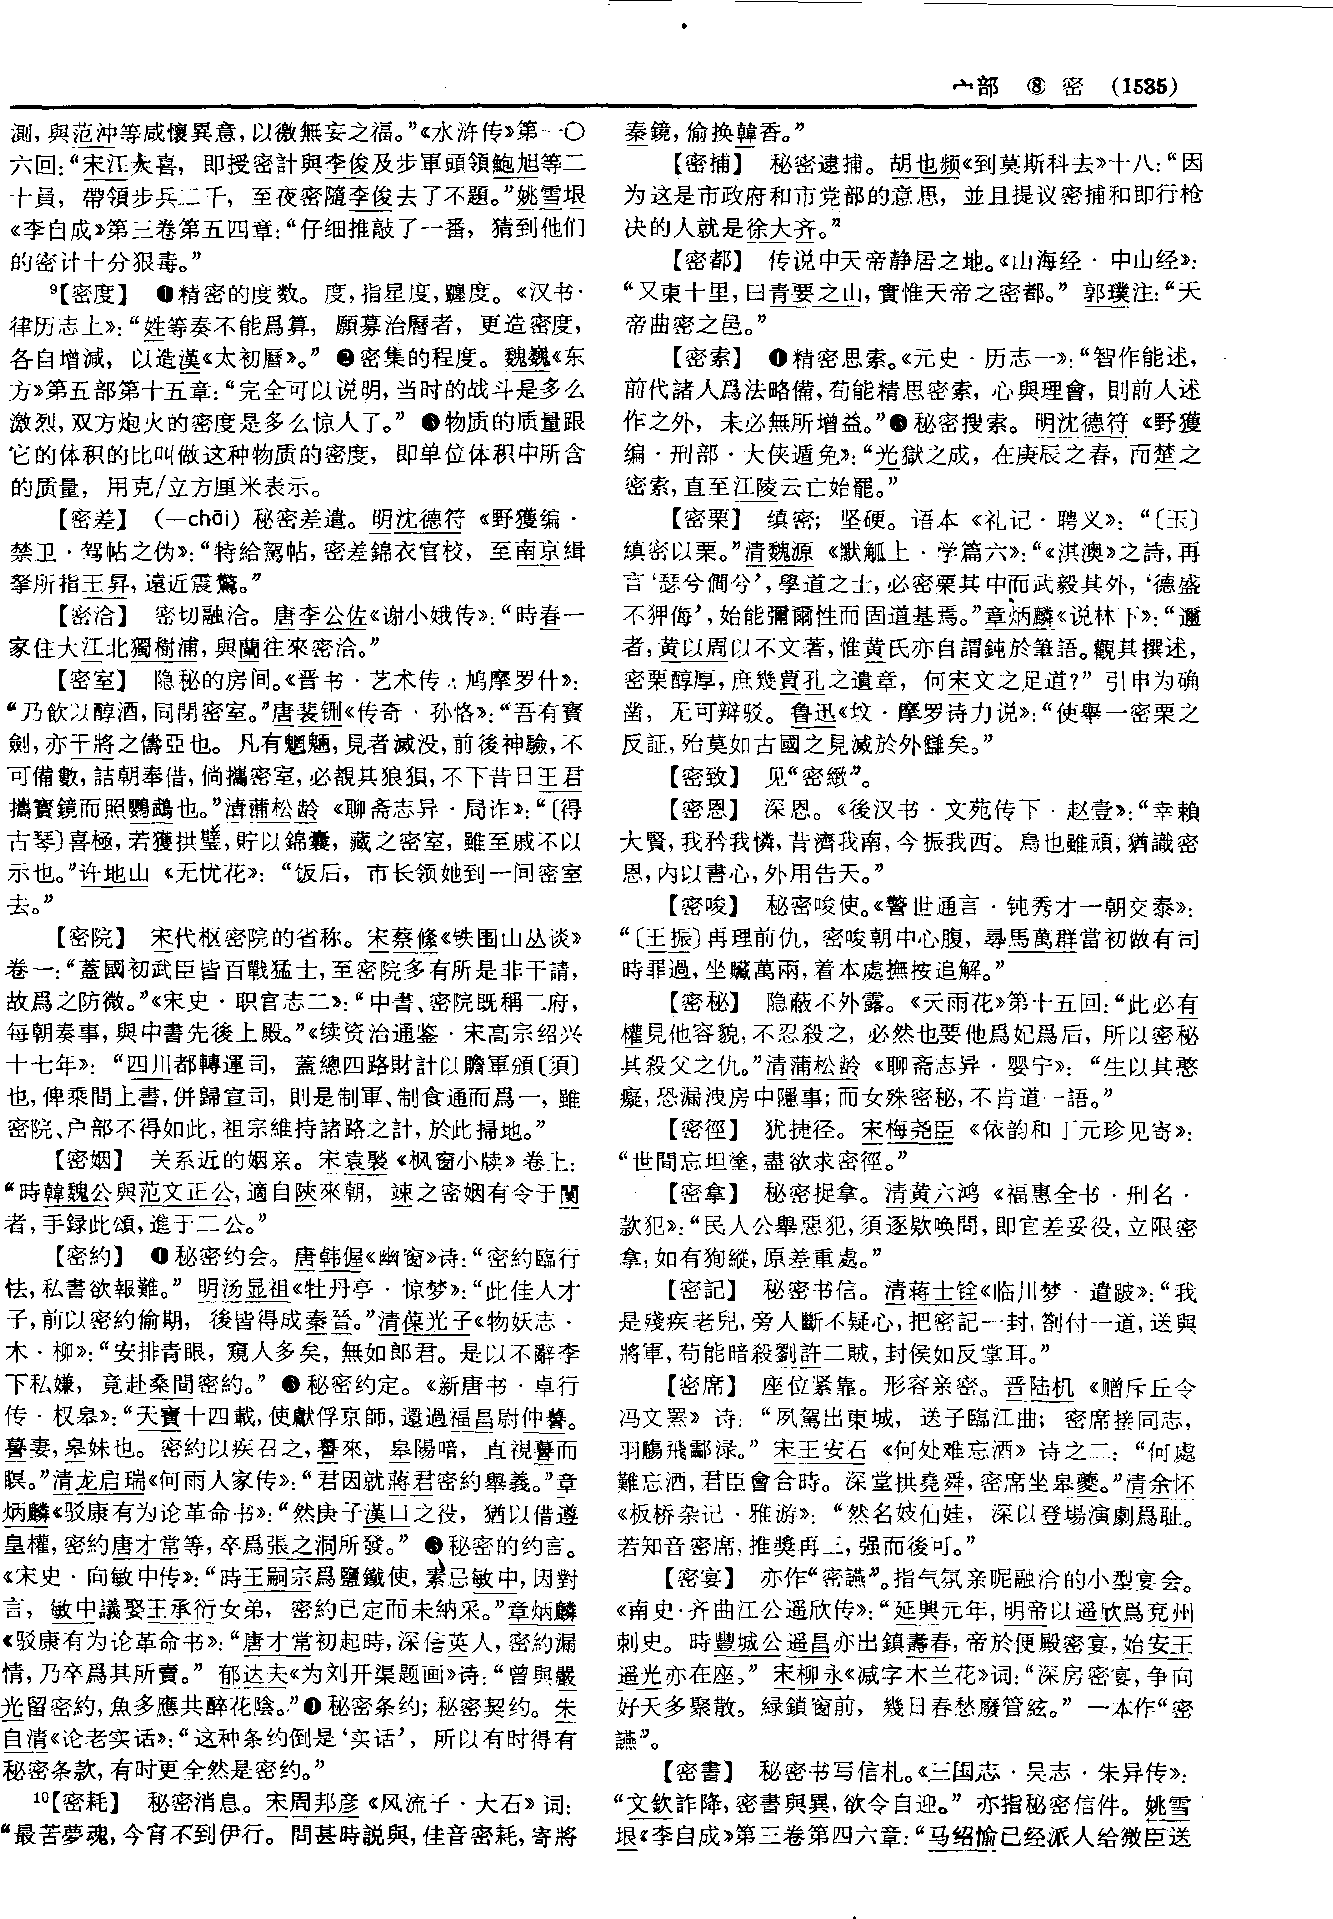 宀部 ⑧ 密 (1535)
測，與范沖等咸懷異意，以徼無妄之福。”《水浒传》第一一〇
六回：“宋江大喜， 即授密計與李俊及步軍頭領鮑旭等二
十員， 帶領步兵二千， 至夜密隨李俊去了不題。”姚雪垠
《李自成》第三卷第五四章：“仔细推敲了一番， 猜到他们
的密计十分狠毒。”
⁹【密度】 ❶精密的度数。度，指星度，躔度。《汉书·
律历志上》：“姓等奏不能爲算， 願募治曆者， 更造密度，
各自增減， 以造漢《太初曆》。” ❷密集的程度。魏巍《东
方》第五部第十五章：“完全可以说明，当时的战斗是多么
激烈，双方炮火的密度是多么惊人了。” ❸物质的质量跟
它的体积的比叫做这种物质的密度， 即单位体积中所含
的质量， 用克/立方厘米表示。
【密差】 （—chāi）秘密差遣。明沈德符《野獲编·
禁卫·驾帖之伪》：“特給駕帖，密差錦衣官校， 至南京緝
拏所指王昇，遠近震驚。”
【密洽】 密切融洽。唐李公佐《谢小娥传》：“時春一
家住大江北獨樹浦，與蘭往來密洽。”
【密室】 隐秘的房间。《晋书·艺术传·鸠摩罗什》：
“乃飲以醇酒，同閉密室。”唐裴铏《传奇·孙恪》：“吾有寶
劍，亦干將之儔亞也。凡有魍魎，見者滅没，前後神驗，不
可備數，詰朝奉借，倘攜密室，必覩其狼狽，不下昔日王君
攜寶鏡而照鸚鵡也。”清蒲松龄《聊斋志异·局诈》：“〔得
古琴〕喜極，若獲拱璧，貯以錦囊，藏之密室，雖至戚不以
示也。”许地山《无忧花》：“饭后， 市长领她到一间密室
去。”
【密院】 宋代枢密院的省称。宋蔡絛《铁围山丛谈》
卷一：“蓋國初武臣皆百戰猛士，至密院多有所是非干請，
故爲之防微。”《宋史·职官志二》：“中書、密院既稱二府，
每朝奏事，與中書先後上殿。”《续资治通鉴·宋高宗绍兴
十七年》：“四川都轉運司， 蓋總四路財計以贍軍頒〔須〕
也，俾乘間上書，併歸宣司， 則是制軍、制食通而爲一， 雖
密院、户部不得如此，祖宗維持諸路之計，於此掃地。”
【密姻】 关系近的姻亲。宋袁褧《枫窗小牍》卷上：
“時韓魏公與范文正公，適自陝來朝， 竦之密姻有令于閿
者，手録此頌，進于二公。”
【密約】 ❶秘密约会。唐韩偓《幽窗》诗：“密約臨行
怯，私書欲報難。” 明汤显祖《牡丹亭·惊梦》：“此佳人才
子，前以密約偷期， 後皆得成秦晉。”清葆光子《物妖志·
木·柳》：“安排青眼， 窺人多矣， 無如郎君。是以不辭李
下私嫌， 竟赴桑間密約。” ❷秘密约定。《新唐书·卓行
传·权皋》：“天寶十四載，使獻俘京師，還過福昌尉仲謩。
謩妻，皋妹也。密約以疾召之，謩來， 皋陽喑， 直視謩而
瞑。”清龙启瑞《何雨人家传》：“君因就蔣君密約舉義。”章
炳麟《驳康有为论革命书》：“然庚子漢口之役， 猶以借遵
皇權，密約唐才常等，卒爲張之洞所發。” ❸秘密的约言。
《宋史·向敏中传》：“時王嗣宗爲鹽鐵使，素忌敏中，因對
言， 敏中議娶王承衍女弟， 密約已定而未納采。”章炳麟
《驳康有为论革命书》：“唐才常初起時，深信英人，密約漏
情，乃卒爲其所賣。” 郁达夫《为刘开渠题画》诗：“曾與嚴
光留密約，魚多應共醉花陰。”❹秘密条约；秘密契约。朱
自清《论老实话》：“这种条约倒是‘实话’， 所以有时得有
秘密条款，有时更全然是密约。”
¹⁰【密耗】 秘密消息。宋周邦彦《风流子·大石》词：
“最苦夢魂，今宵不到伊行。問甚時説與，佳音密耗，寄將
秦鏡，偷换韓香。”
【密捕】 秘密逮捕。胡也频《到莫斯科去》十八：“因
为这是市政府和市党部的意思， 並且提议密捕和即行枪
决的人就是徐大齐。”
【密都】 传说中天帝静居之地。《山海经·中山经》：
“又東十里，曰青要之山，實惟天帝之密都。” 郭璞注：“天
帝曲密之邑。”
【密索】 ❶精密思索。《元史·历志一》：“智作能述，
前代諸人爲法略備，苟能精思密索， 心與理會， 則前人述
作之外， 未必無所增益。”❷秘密搜索。明沈德符《野獲
编·刑部·大侠遁免》：“光獄之成， 在庚辰之春， 而楚之
密索，直至江陵云亡始罷。”
【密栗】 缜密；坚硬。语本《礼记·聘义》：“〔玉〕
缜密以栗。”清魏源《默觚上·学篇六》：“《淇澳》之詩，再
言‘瑟兮僩兮’，學道之士，必密栗其中而武毅其外，‘德盛
不狎侮’，始能彌爾性而固道基焉。”章炳麟《说林下》：“邇
者，黄以周以不文著，惟黄氏亦自謂鈍於筆語。觀其撰述，
密栗醇厚，庶幾賈孔之遺章， 何宋文之足道？” 引申为确
凿， 无可辩驳。鲁迅《坟·摩罗诗力说》：“使舉一密栗之
反証，殆莫如古國之見滅於外讎矣。”
【密致】 见“密緻”。
【密恩】 深恩。《後汉书·文苑传下·赵壹》：“幸賴
大賢，我矜我憐，昔濟我南，今振我西。鳥也雖頑，猶識密
恩，内以書心，外用告天。”
【密唆】 秘密唆使。《警世通言·钝秀才一朝交泰》：
“〔王振〕再理前仇， 密唆朝中心腹， 尋馬萬群當初做有司
時罪過，坐贓萬兩，着本處撫按追解。”
【密秘】 隐蔽不外露。《天雨花》第十五回：“此必有
權見他容貌，不忍殺之， 必然也要他爲妃爲后， 所以密秘
其殺父之仇。”清蒲松龄《聊斋志异·婴宁》：“生以其憨
癡，恐漏洩房中隱事；而女殊密秘，不肯道一語。”
【密徑】 犹捷径。宋梅尧臣《依韵和丁元珍见寄》：
“世間忘坦塗，盡欲求密徑。”
【密拿】 秘密捉拿。清黄六鸿《福惠全书·刑名·
款犯》：“民人公舉惡犯，須逐欵唤問，即宜差妥役，立限密
拿，如有狥縱，原差重處。”
【密記】 秘密书信。清蒋士铨《临川梦·遣跛》：“我
是殘疾老兒，旁人斷不疑心，把密記一封，劄付一道，送與
將軍，苟能暗殺劉許二賊，封侯如反掌耳。”
【密席】 座位紧靠。形容亲密。晋陆机《赠斥丘令
冯文罴》诗：“夙駕出東城， 送子臨江曲； 密席接同志，
羽觴飛酃渌。” 宋王安石《何处难忘酒》诗之二：“何處
難忘酒，君臣會合時。深堂拱堯舜，密席坐皋夔。”清余怀
《板桥杂记·雅游》：“然名妓仙娃， 深以登場演劇爲耻。
若知音密席，推奬再三，强而後可。”
【密宴】 亦作“密讌”。指气氛亲昵融洽的小型宴会。
《南史·齐曲江公遥欣传》：“延興元年，明帝以遥欣爲兖州
刺史。時豐城公遥昌亦出鎮壽春，帝於便殿密宴，始安王
遥光亦在座。” 宋柳永《减字木兰花》词：“深房密宴，争向
好天多聚散。緑鎖窗前， 幾日春愁廢管絃。” 一本作“密
讌”。
【密書】 秘密书写信札。《三国志·吴志·朱异传》：
“文欽詐降，密書與異，欲令自迎。” 亦指秘密信件。姚雪
垠《李自成》第三卷第四六章：“马绍愉已经派人给微臣送